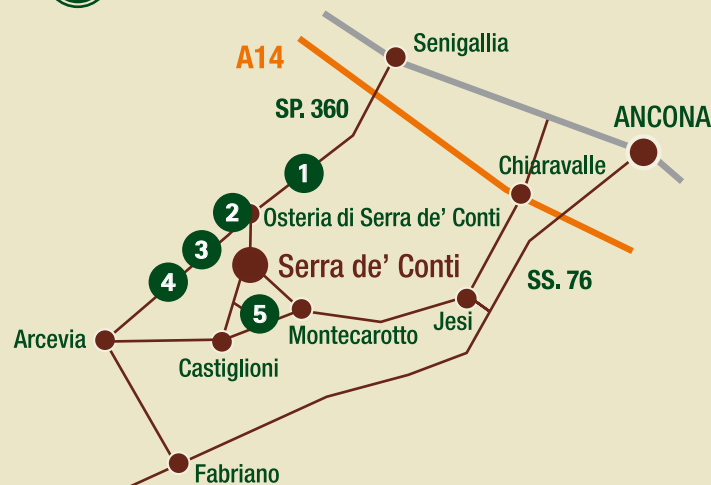 Senigallia
A14
SP. 360
ANCONA
Chiaravalle
1
2
Osteria di Serra de' Conti
3
Serra de' Conti
4
SS. 76
5
Jesi
Montecarotto
Arcevia
Castiglioni
Fabriano